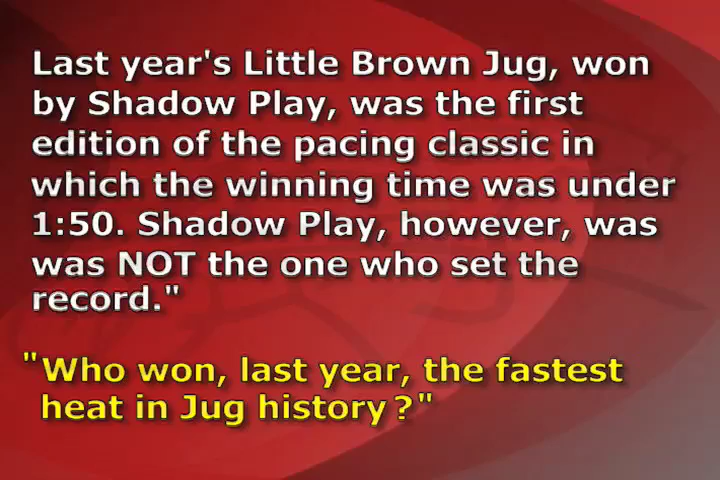 Last year's Little Brown Jug, won
by Shadow Play, was the first
edition of the pacing classic in
which the winning time was under
1:50. Shadow Play, however, was
was NOT the one who set the
record."
"Who won, last year, the fastest
heat in Jug history?"